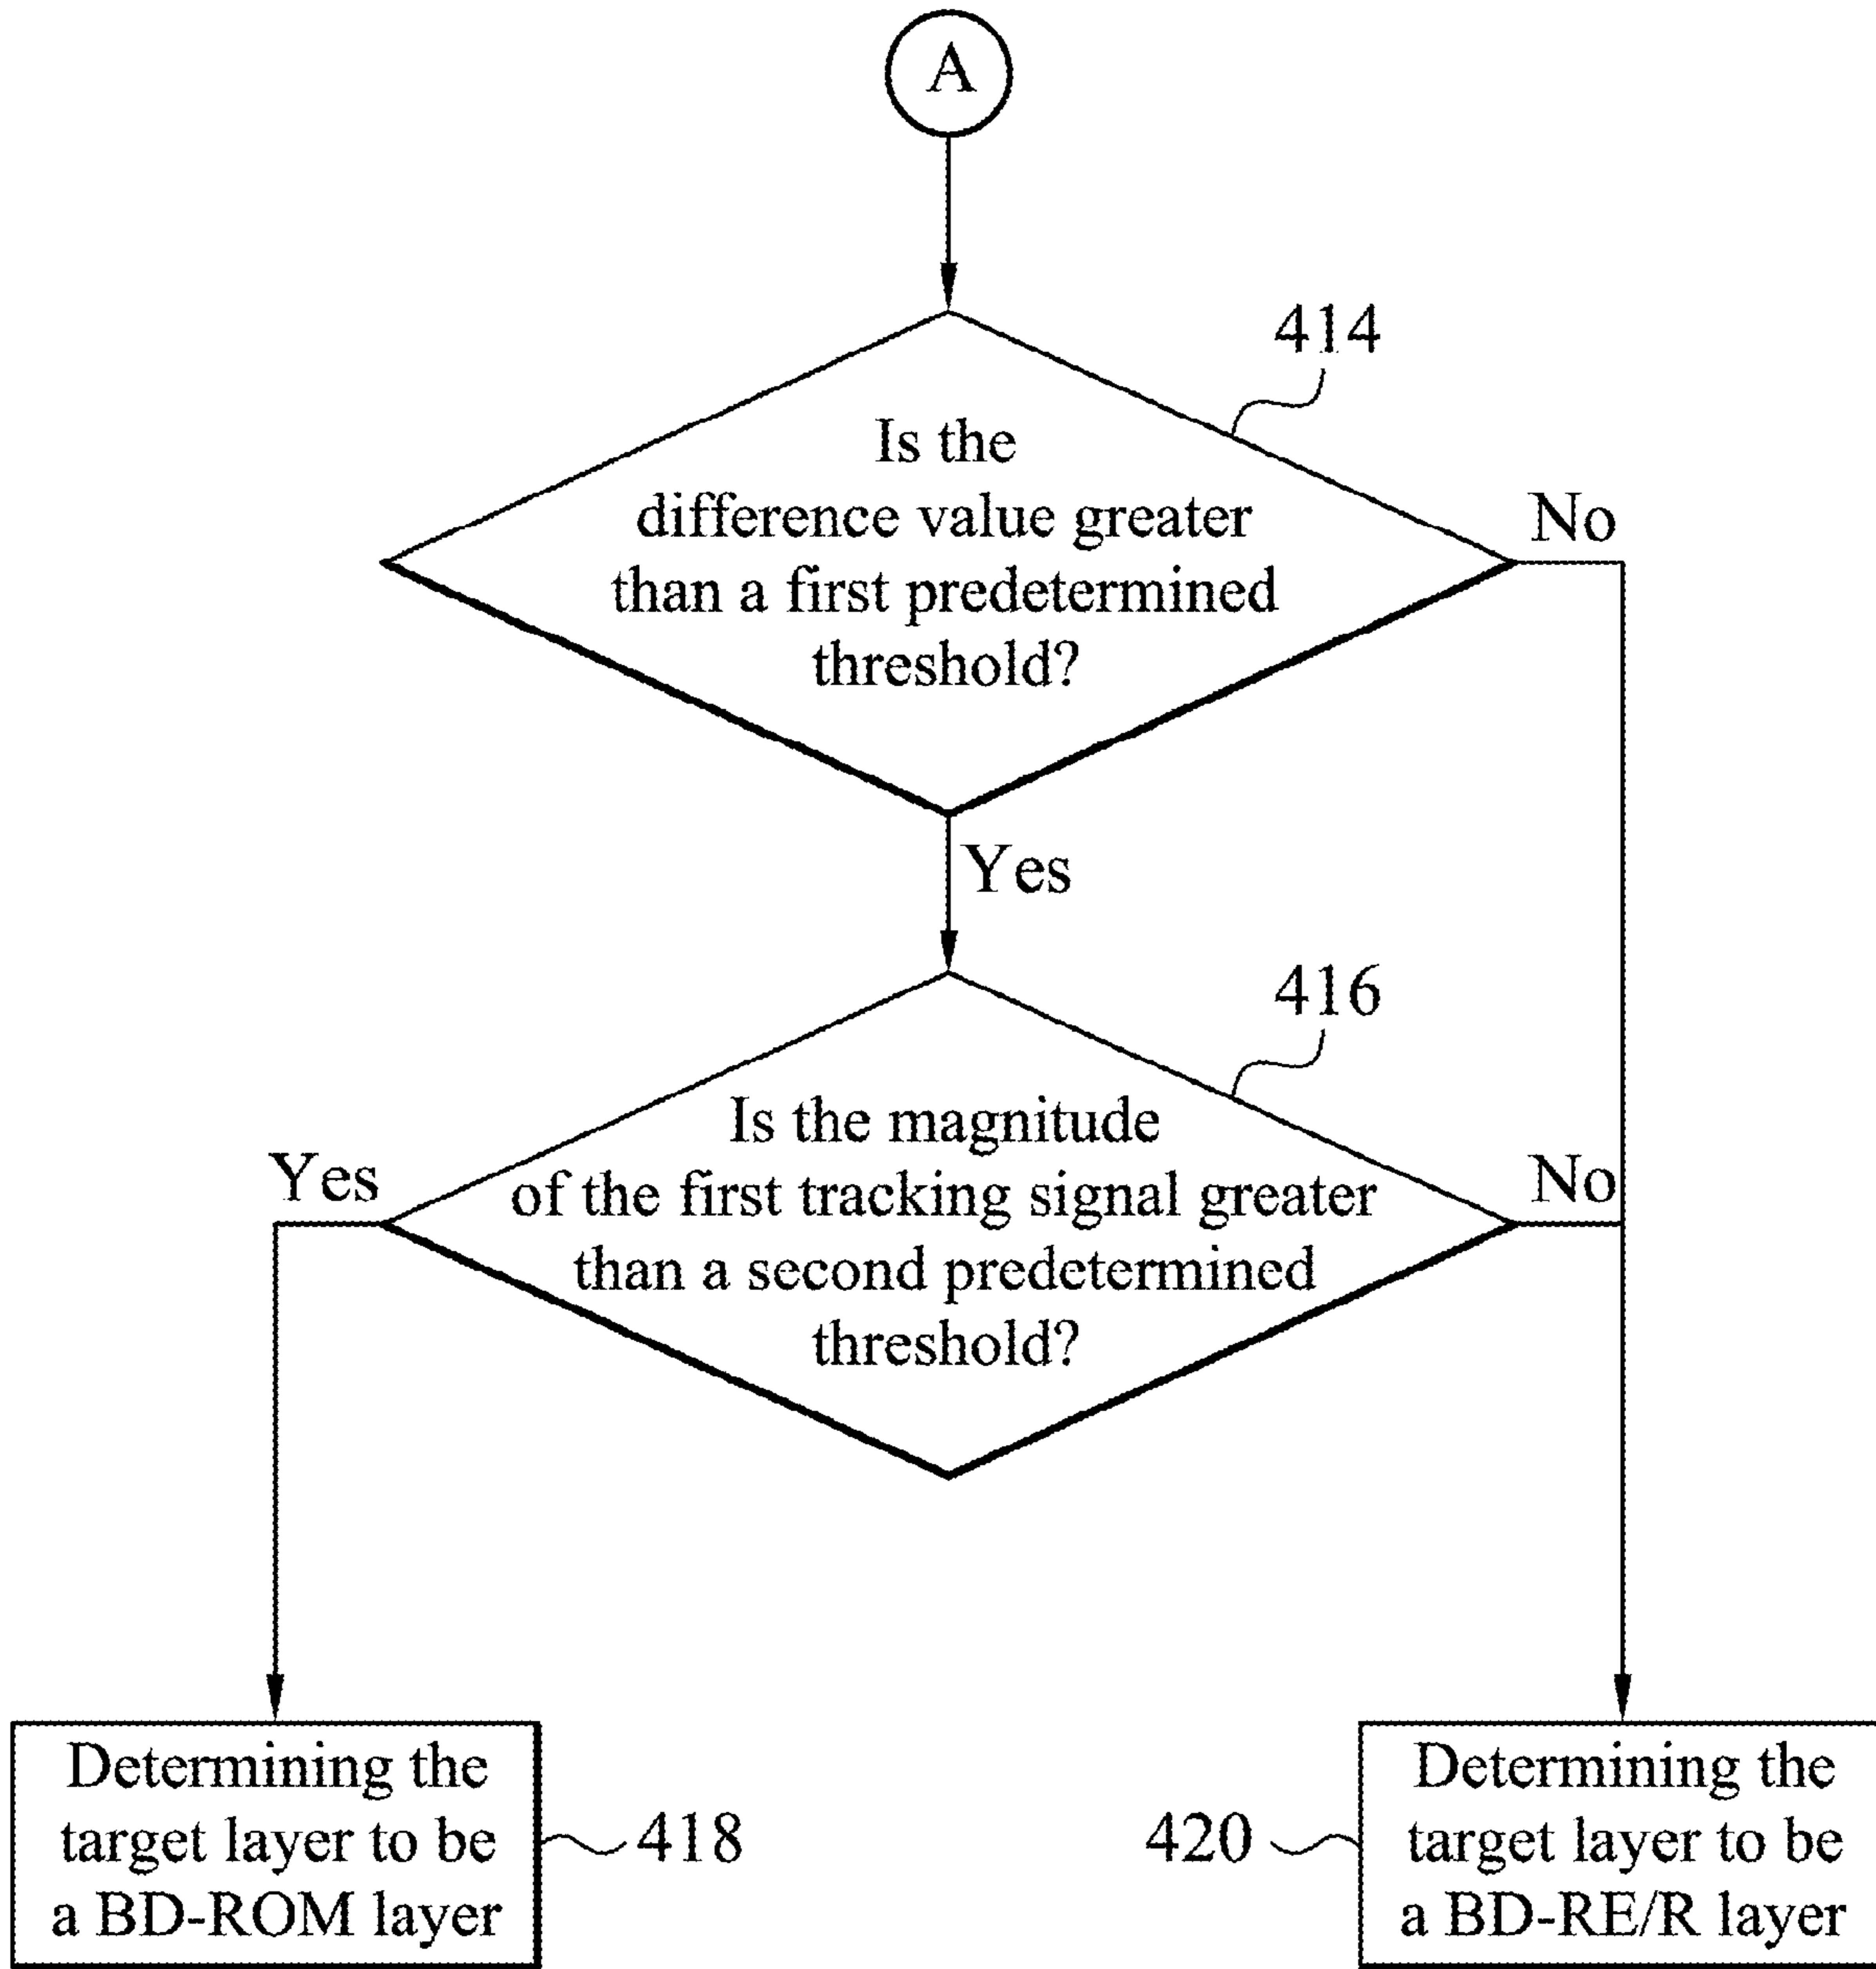 A
414
Is the
difference value greater
than a first predetermined
threshold?
No
Yes
416
Is the magnitude
of the first tracking signal greater
than a second predetermined
threshold?
Yes
No
Determining the
target layer to be
a BD-ROM layer
418
420
Determining the
target layer to be
a BD-RE/R layer